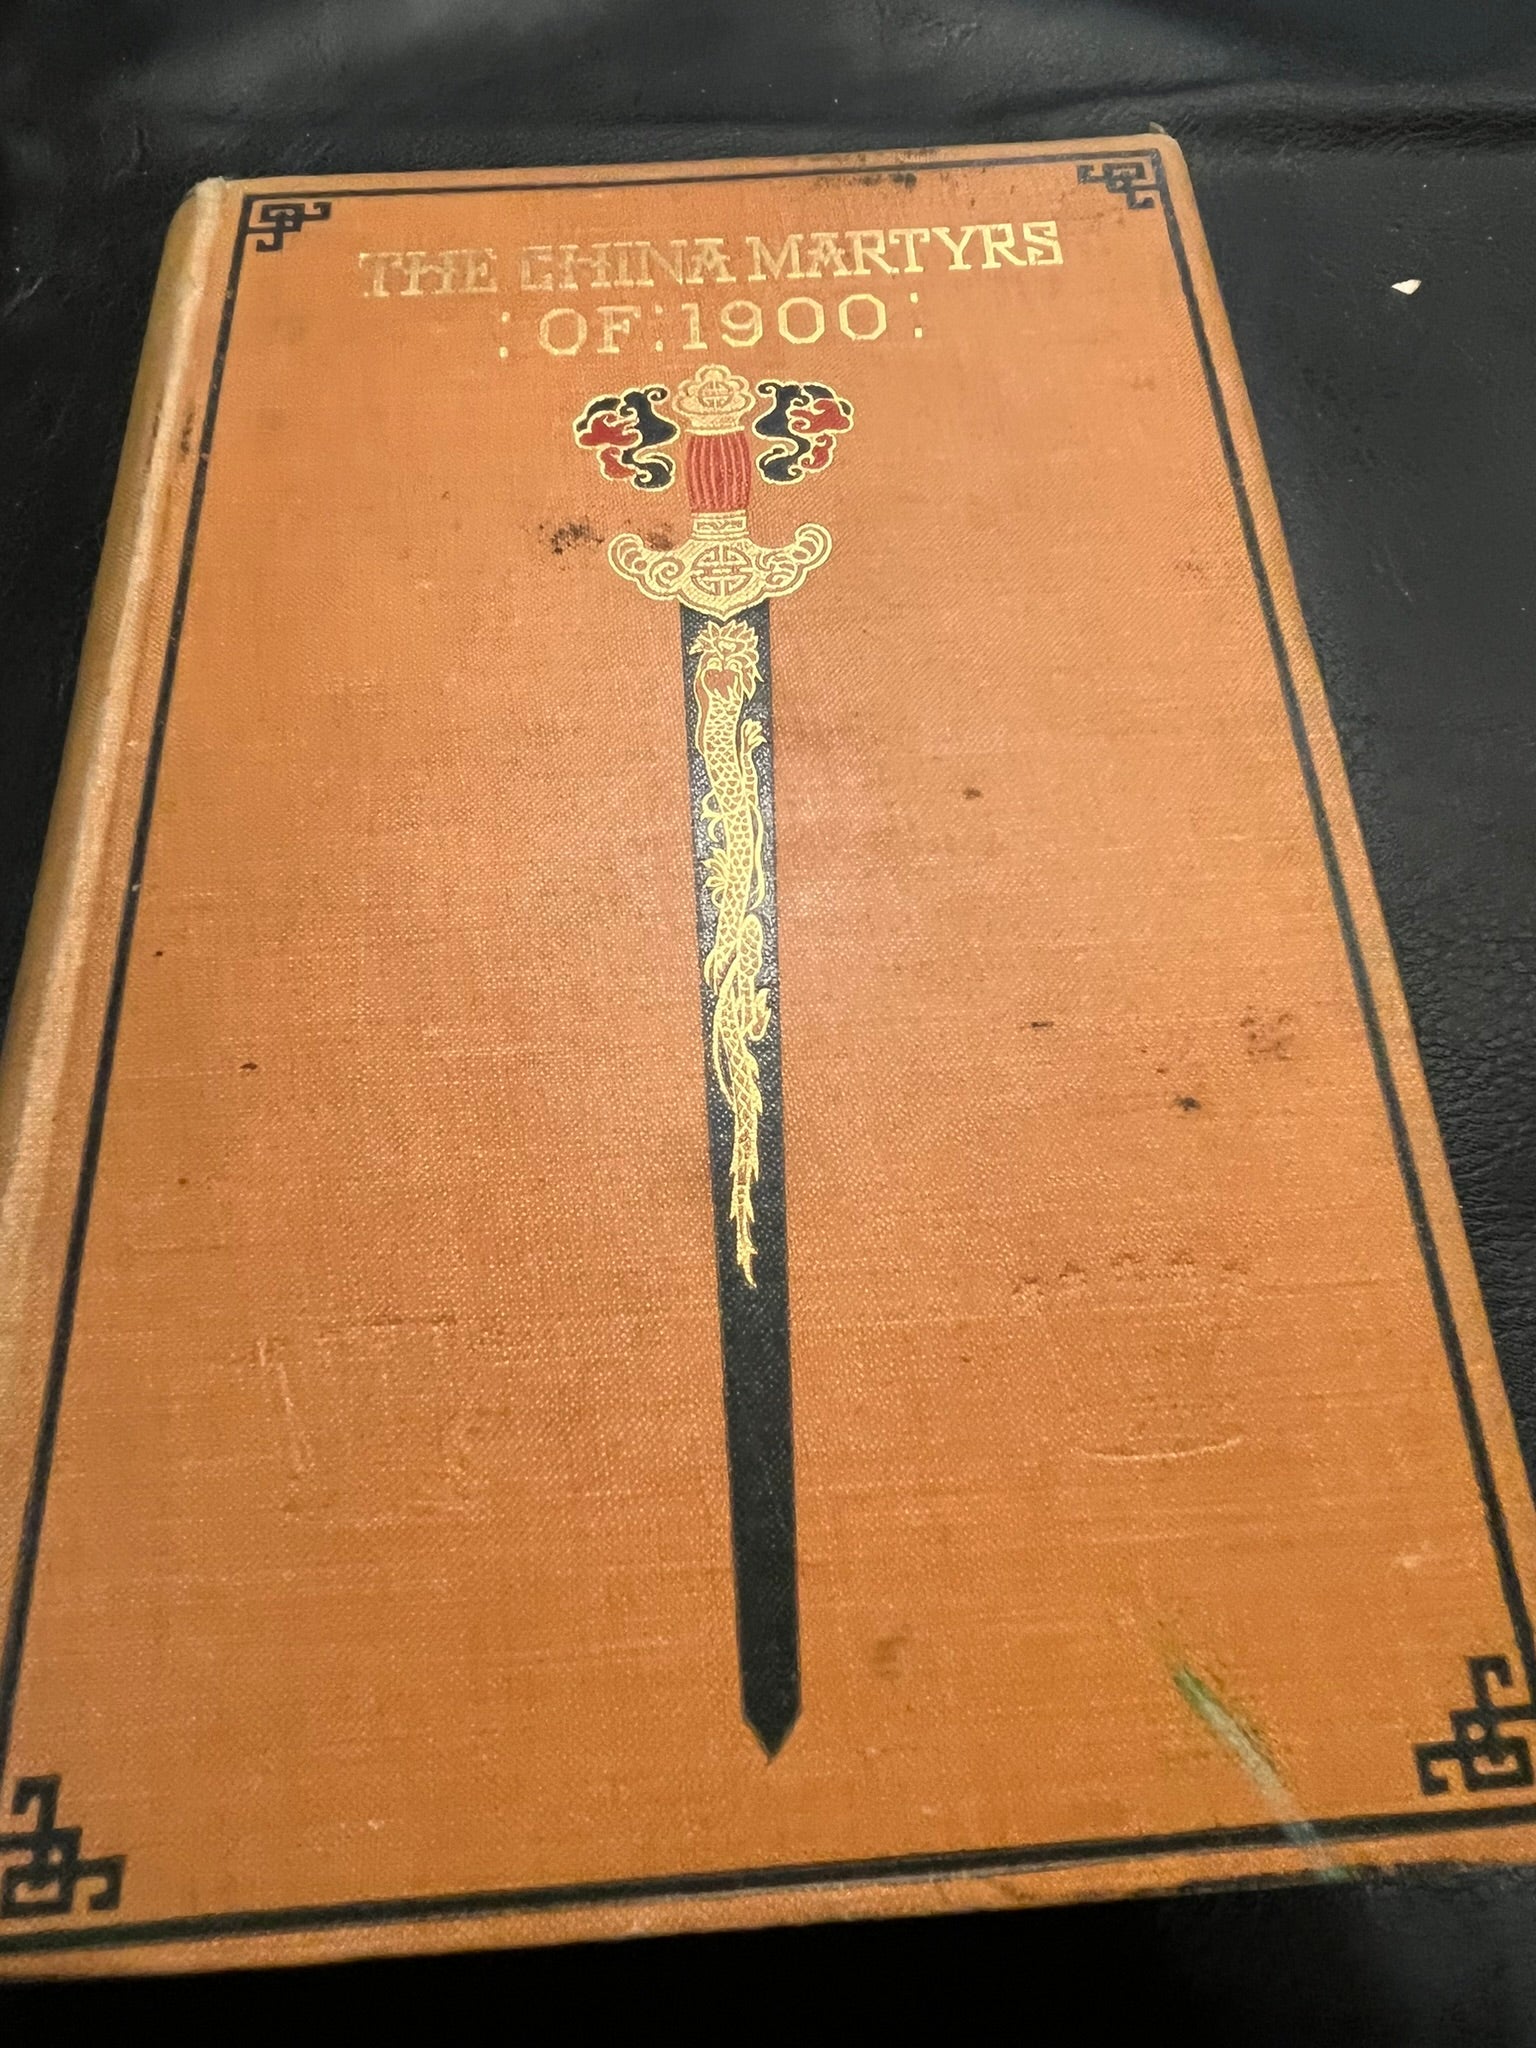 THE CHINA MARTYRS
: OF : 1900 :